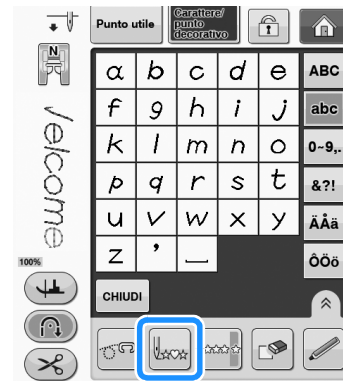 Punto utile
Carattere/
punto
decorativo
N
Welcome
100%
a b c d e
f g h i j
k l m n o
p q r s t
u v w x y
z ’ _
ABC
abc
0~9,.
&?!
ÄÅä
ÔÖö
CHIUDI